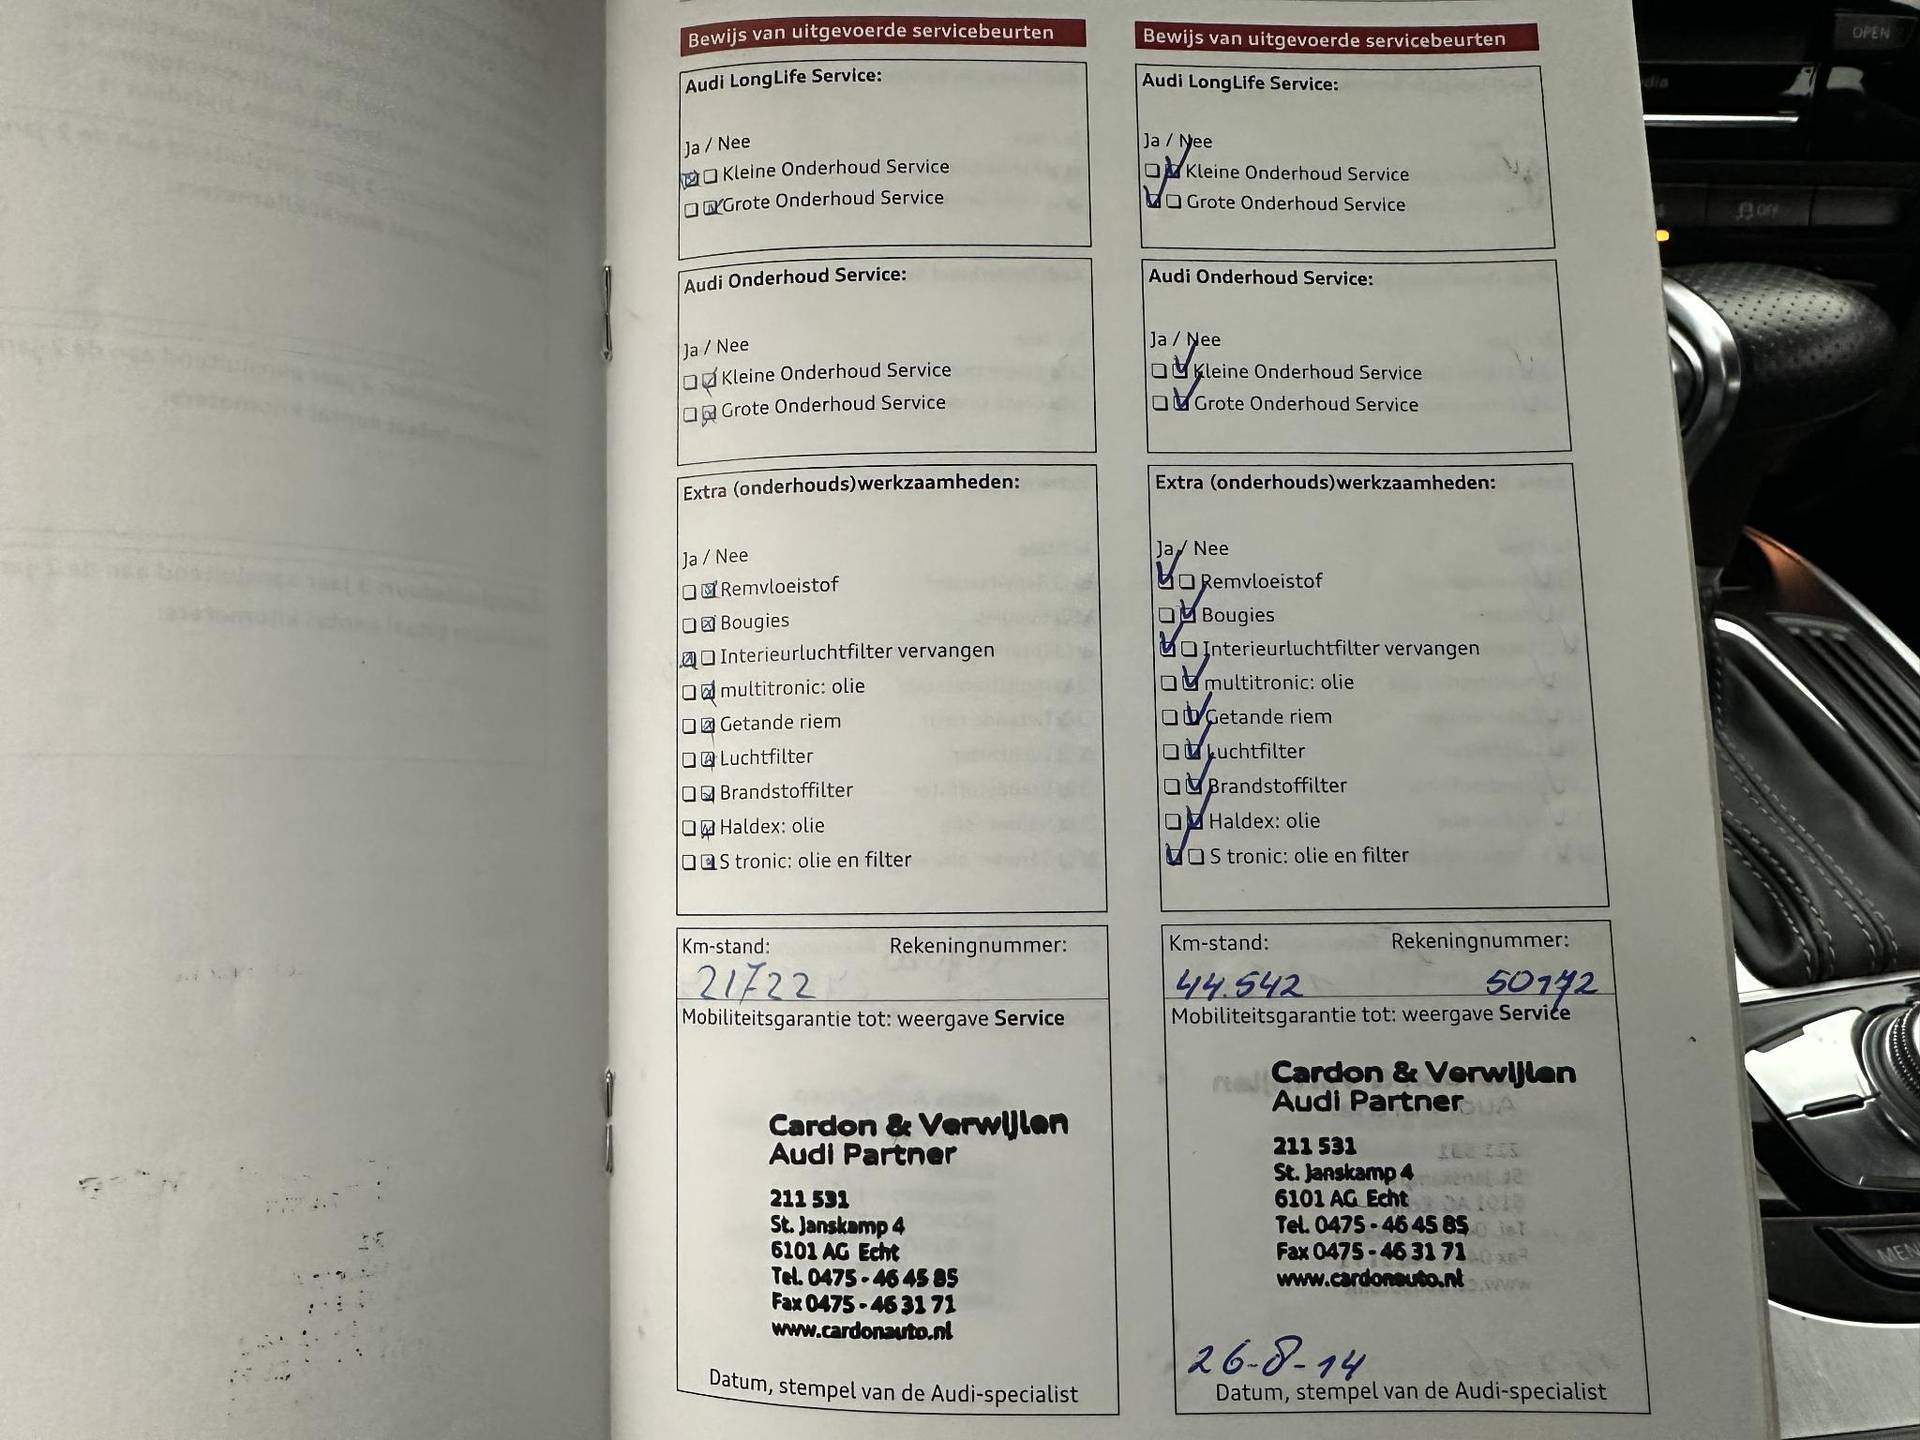 Bewijs van uitgevoerde servicebeurten
Audi LongLife Service:
Ja / Nee
Kleine Onderhoud Service
Grote Onderhoud Service
Audi Onderhoud Service:
Ja / Nee
Kleine Onderhoud Service
Grote Onderhoud Service
Extra (onderhouds)werkzaamheden:
Ja / Nee
Remvloeistof
Bougies
Interieurluchtfilter vervangen
multitronic: olie
Getande riem
Luchtfilter
Brandstoffilter
Haldex: olie
S tronic: olie en filter
Km-stand: Rekeningnummer:
21722
Mobiliteitsgarantie tot: weergave Service
Cardon & Verwijlen
Audi Partner
211 531
St. Janskamp 4
6101 AG Echt
Tel. 0475 - 46 45 85
Fax 0475 - 46 31 71
www.cardonauto.nl
Datum, stempel van de Audi-specialist
Bewijs van uitgevoerde servicebeurten
Audi LongLife Service:
Ja / Nee
Kleine Onderhoud Service
Grote Onderhoud Service
Audi Onderhoud Service:
Ja / Nee
Kleine Onderhoud Service
Grote Onderhoud Service
Extra (onderhouds)werkzaamheden:
Ja / Nee
Remvloeistof
Bougies
Interieurluchtfilter vervangen
multitronic: olie
Getande riem
Luchtfilter
Brandstoffilter
Haldex: olie
S tronic: olie en filter
Km-stand: Rekeningnummer:
44.542 50172
Mobiliteitsgarantie tot: weergave Service
Cardon & Verwijlen
Audi Partner
211 531
St. Janskamp 4
6101 AG Echt
Tel. 0475 - 46 45 85
Fax 0475 - 46 31 71
www.cardonauto.nl
26-8-14
Datum, stempel van de Audi-specialist
OPEN
OFF